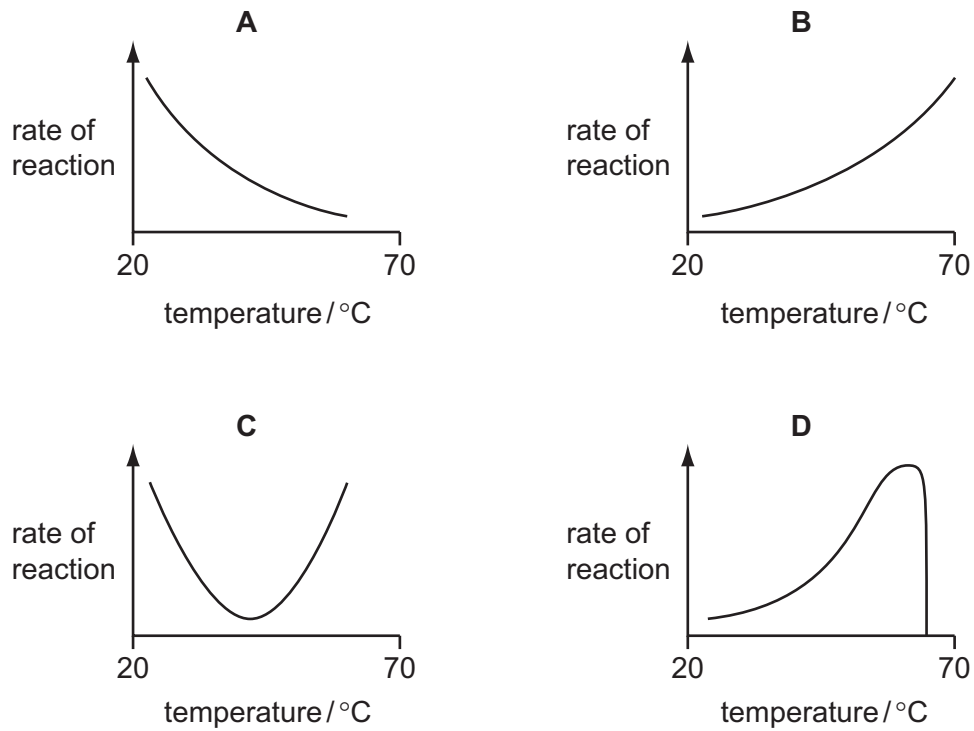 A
rate of
reaction
20
70
temperature / °C
B
rate of
reaction
20
70
temperature / °C
C
rate of
reaction
20
70
temperature / °C
D
rate of
reaction
20
70
temperature / °C